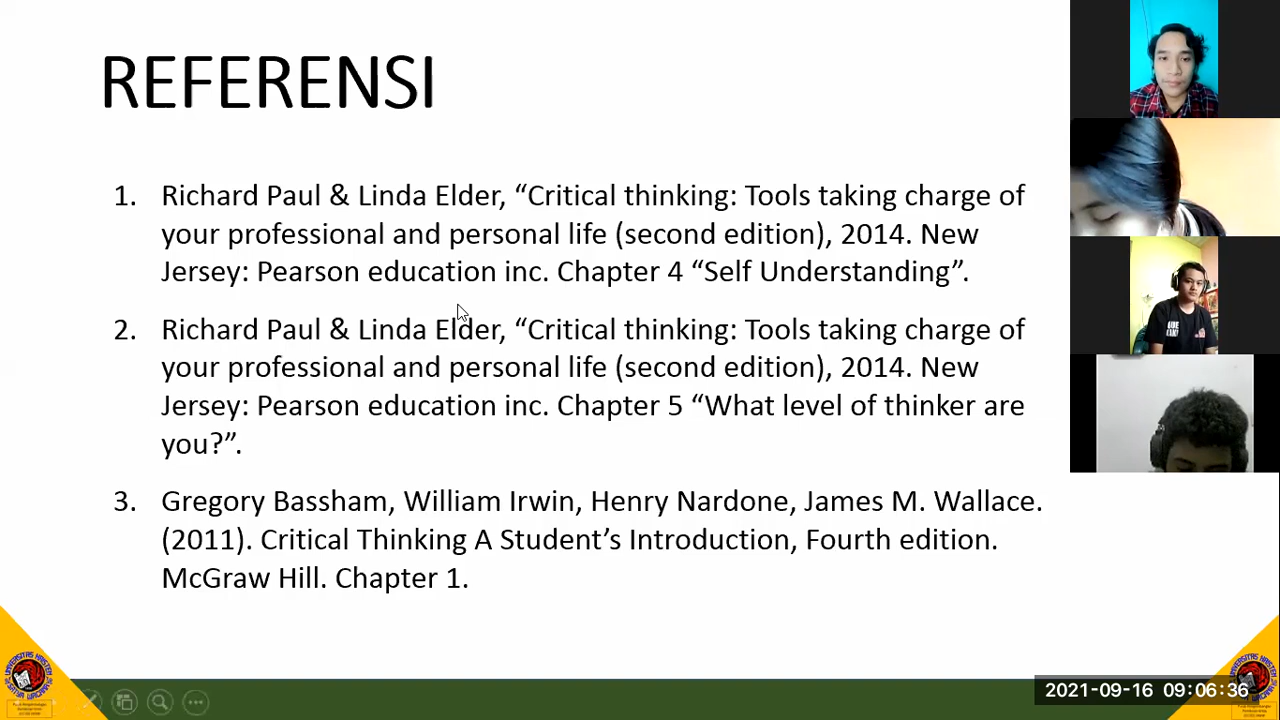 REFERENSI
1. Richard Paul & Linda Elder, “Critical thinking: Tools taking charge of
your professional and personal life (second edition), 2014. New
Jersey: Pearson education inc. Chapter 4 “Self Understanding”.
2. Richard Paul & Linda Elder, “Critical thinking: Tools taking charge of
your professional and personal life (second edition), 2014. New
Jersey: Pearson education inc. Chapter 5 “What level of thinker are
you?”.
3. Gregory Bassham, William Irwin, Henry Nardone, James M. Wallace.
(2011). Critical Thinking A Student’s Introduction, Fourth edition.
McGraw Hill. Chapter 1.
2021-09-16 09:06:36